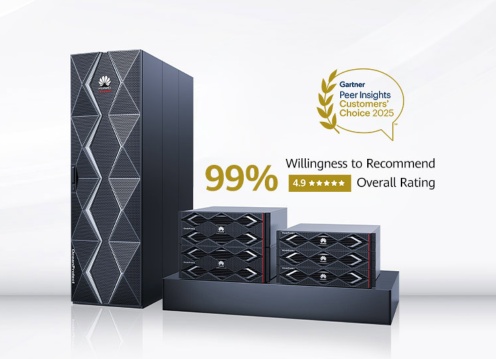 Gartner
Peer Insights
Customers'
Choice 2025
99%
Willingness to Recommend
4.9 ★★★★★ Overall Rating